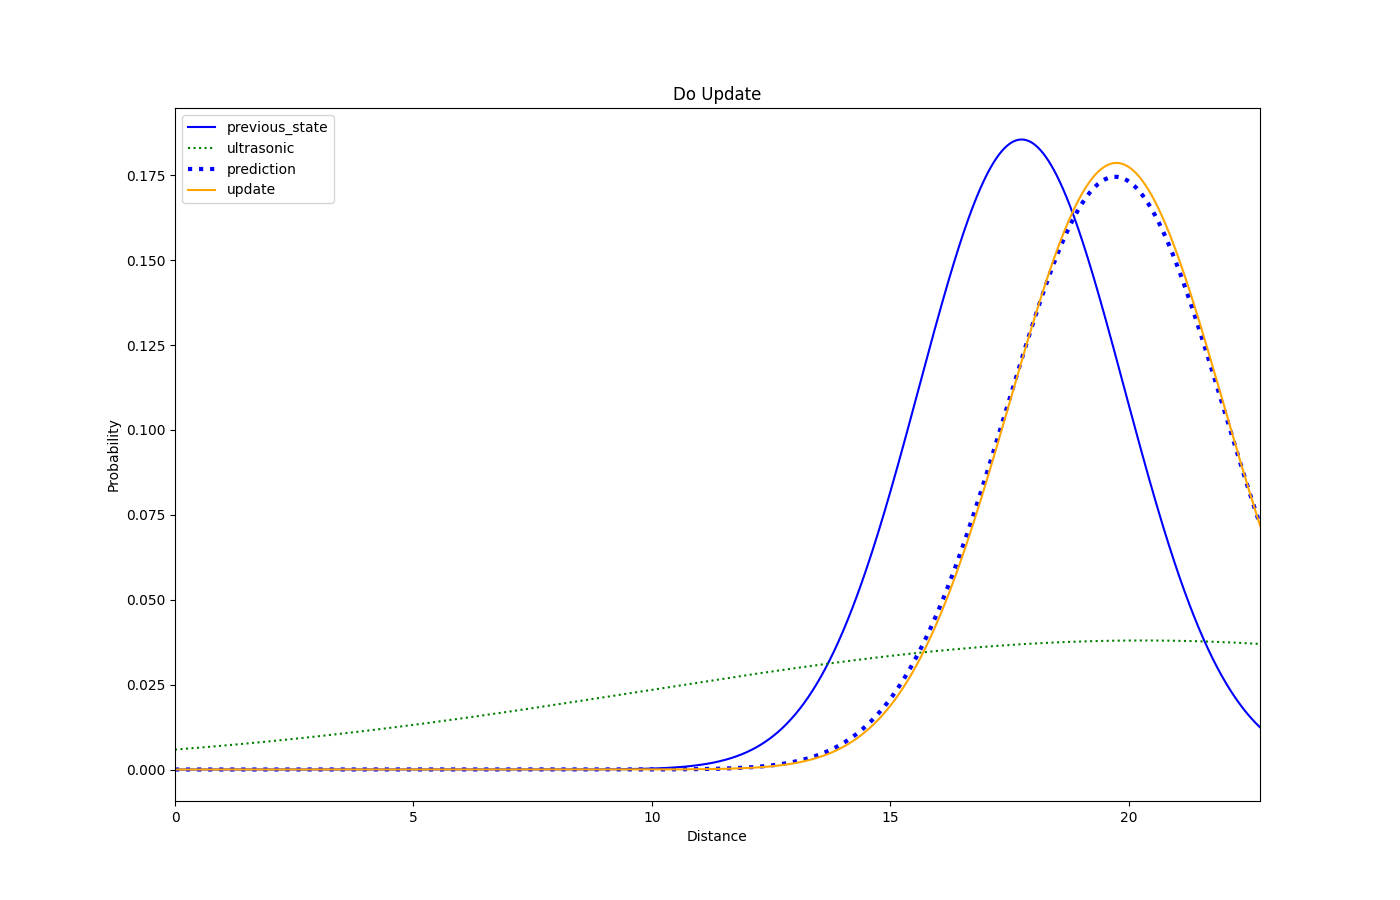 Do Update
previous_state
ultrasonic
prediction
update
0.175
0.150
0.125
0.100
0.075
0.050
0.025
0.000
Probability
0 5 10 15 20
Distance